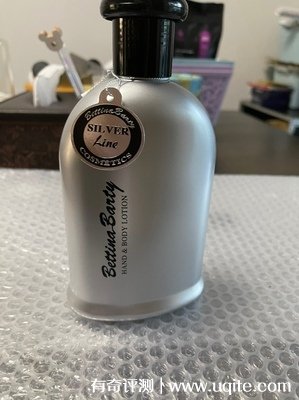 Bettina Barty
SILVER
Line
COSMETICS
Bettina Barty
HAND & BODY LOTION
有奇评测 | www.uqite.com